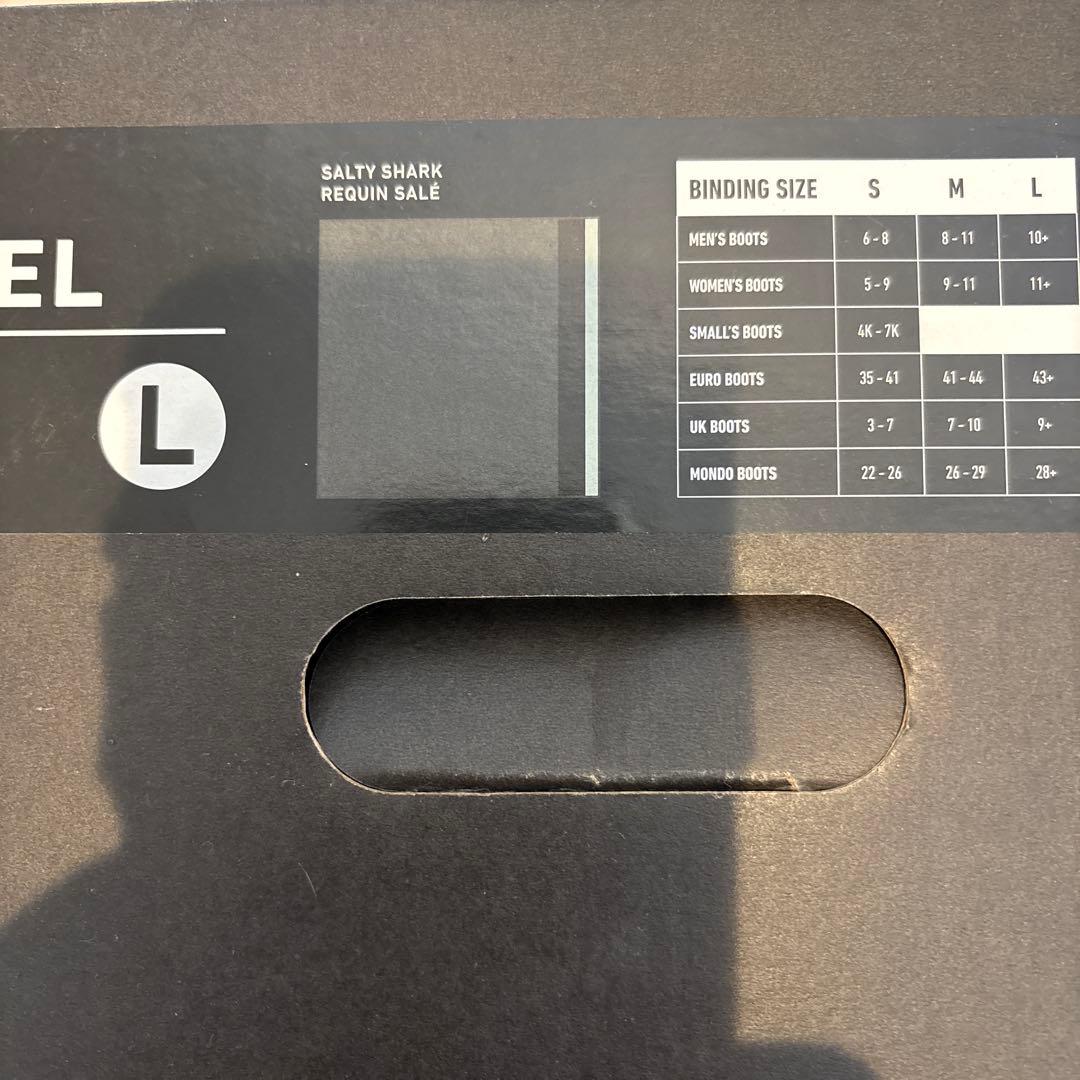 EL
L
SALTY SHARK
REQUIN SALÉ
BINDING SIZE S M L
MEN'S BOOTS 6 - 8 8 - 11 10+
WOMEN'S BOOTS 5 - 9 9 - 11 11+
SMALL'S BOOTS 4K - 7K
EURO BOOTS 35 - 41 41 - 44 43+
UK BOOTS 3 - 7 7 - 10 9+
MONDO BOOTS 22 - 26 26 - 29 28+